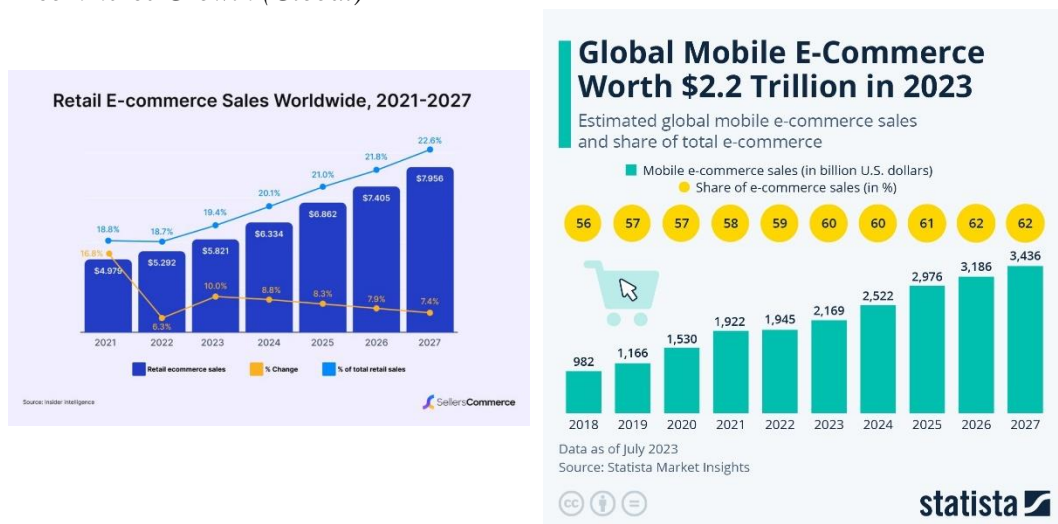 Retail E-commerce Sales Worldwide, 2021-2027
22.6%
21.8%
21.0%
20.1%
19.4%
18.8%
18.7%
$7.956
$7.405
$6.862
$6.334
$5.821
$5.292
$4.979
16.8%
6.3%
10.0%
8.8%
8.3%
7.9%
7.4%
2021 2022 2023 2024 2025 2026 2027
Retail ecommerce sales % Change % of total retail sales
Source: Insider Intelligence
SellersCommerce
Global Mobile E-Commerce
Worth $2.2 Trillion in 2023
Estimated global mobile e-commerce sales
and share of total e-commerce
Mobile e-commerce sales (in billion U.S. dollars)
Share of e-commerce sales (in %)
56 57 57 58 59 60 60 61 62 62
982 1,166 1,530 1,922 1,945 2,169 2,522 2,976 3,186 3,436
2018 2019 2020 2021 2022 2023 2024 2025 2026 2027
Data as of July 2023
Source: Statista Market Insights
cc
statista